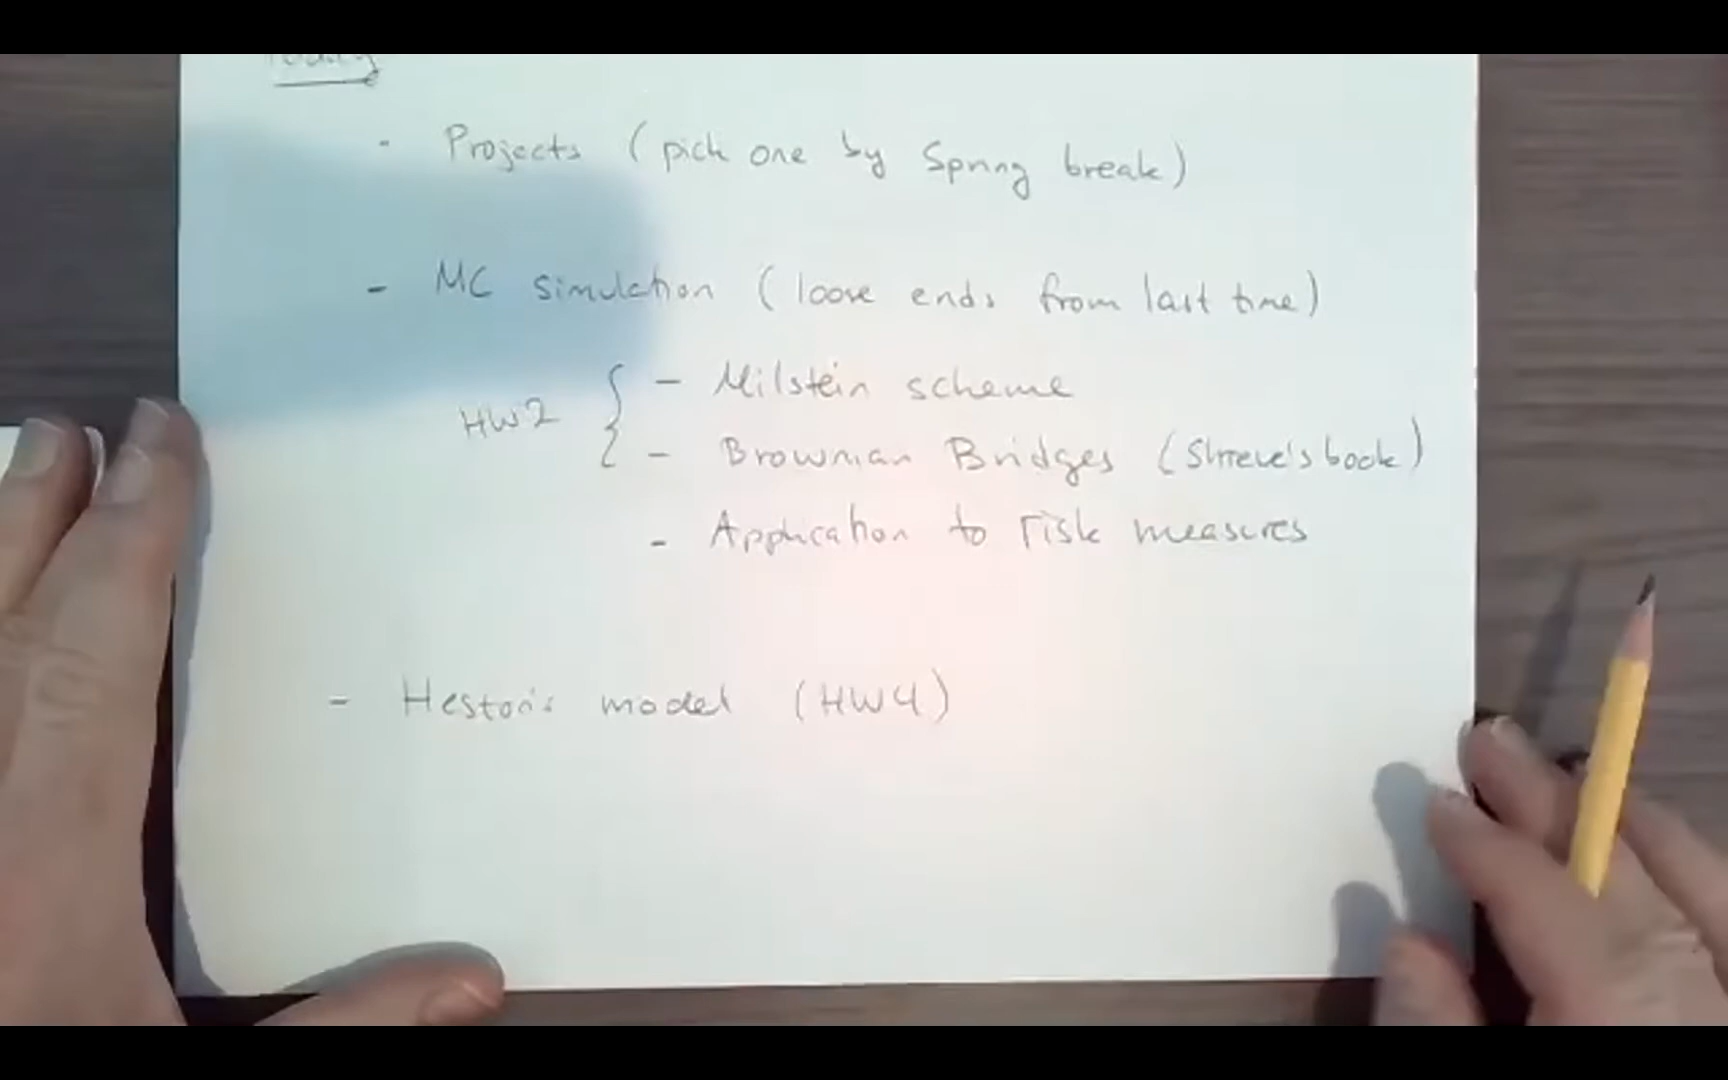 Today
- Projects (pick one by Spring break)
- MC simulation (loose ends from last time)
HW2 { - Milstein scheme
- Brownian Bridges (Shreve's book)
- Application to risk measures
- Heston's model (HW4)